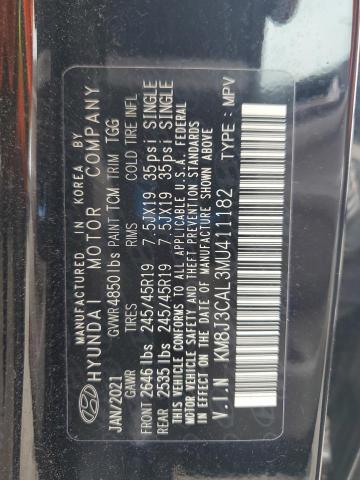 MANUFACTURED IN KOREA BY
HYUNDAI MOTOR COMPANY
JAN/2021 GVWR 4850 lbs PAINT TCM TRIM TGG
GAWR TIRES RIMS COLD TIRE INFL
FRONT 2646 lbs 245/45R19 7.5JX19 35psi SINGLE
REAR 2535 lbs 245/45R19 7.5JX19 35psi SINGLE
THIS VEHICLE CONFORMS TO ALL APPLICABLE U.S.A. FEDERAL
MOTOR VEHICLE SAFETY AND THEFT PREVENTION STANDARDS
IN EFFECT ON THE DATE OF MANUFACTURE SHOWN ABOVE.
V.I.N KM8J3CAL3MU411182 TYPE: MPV